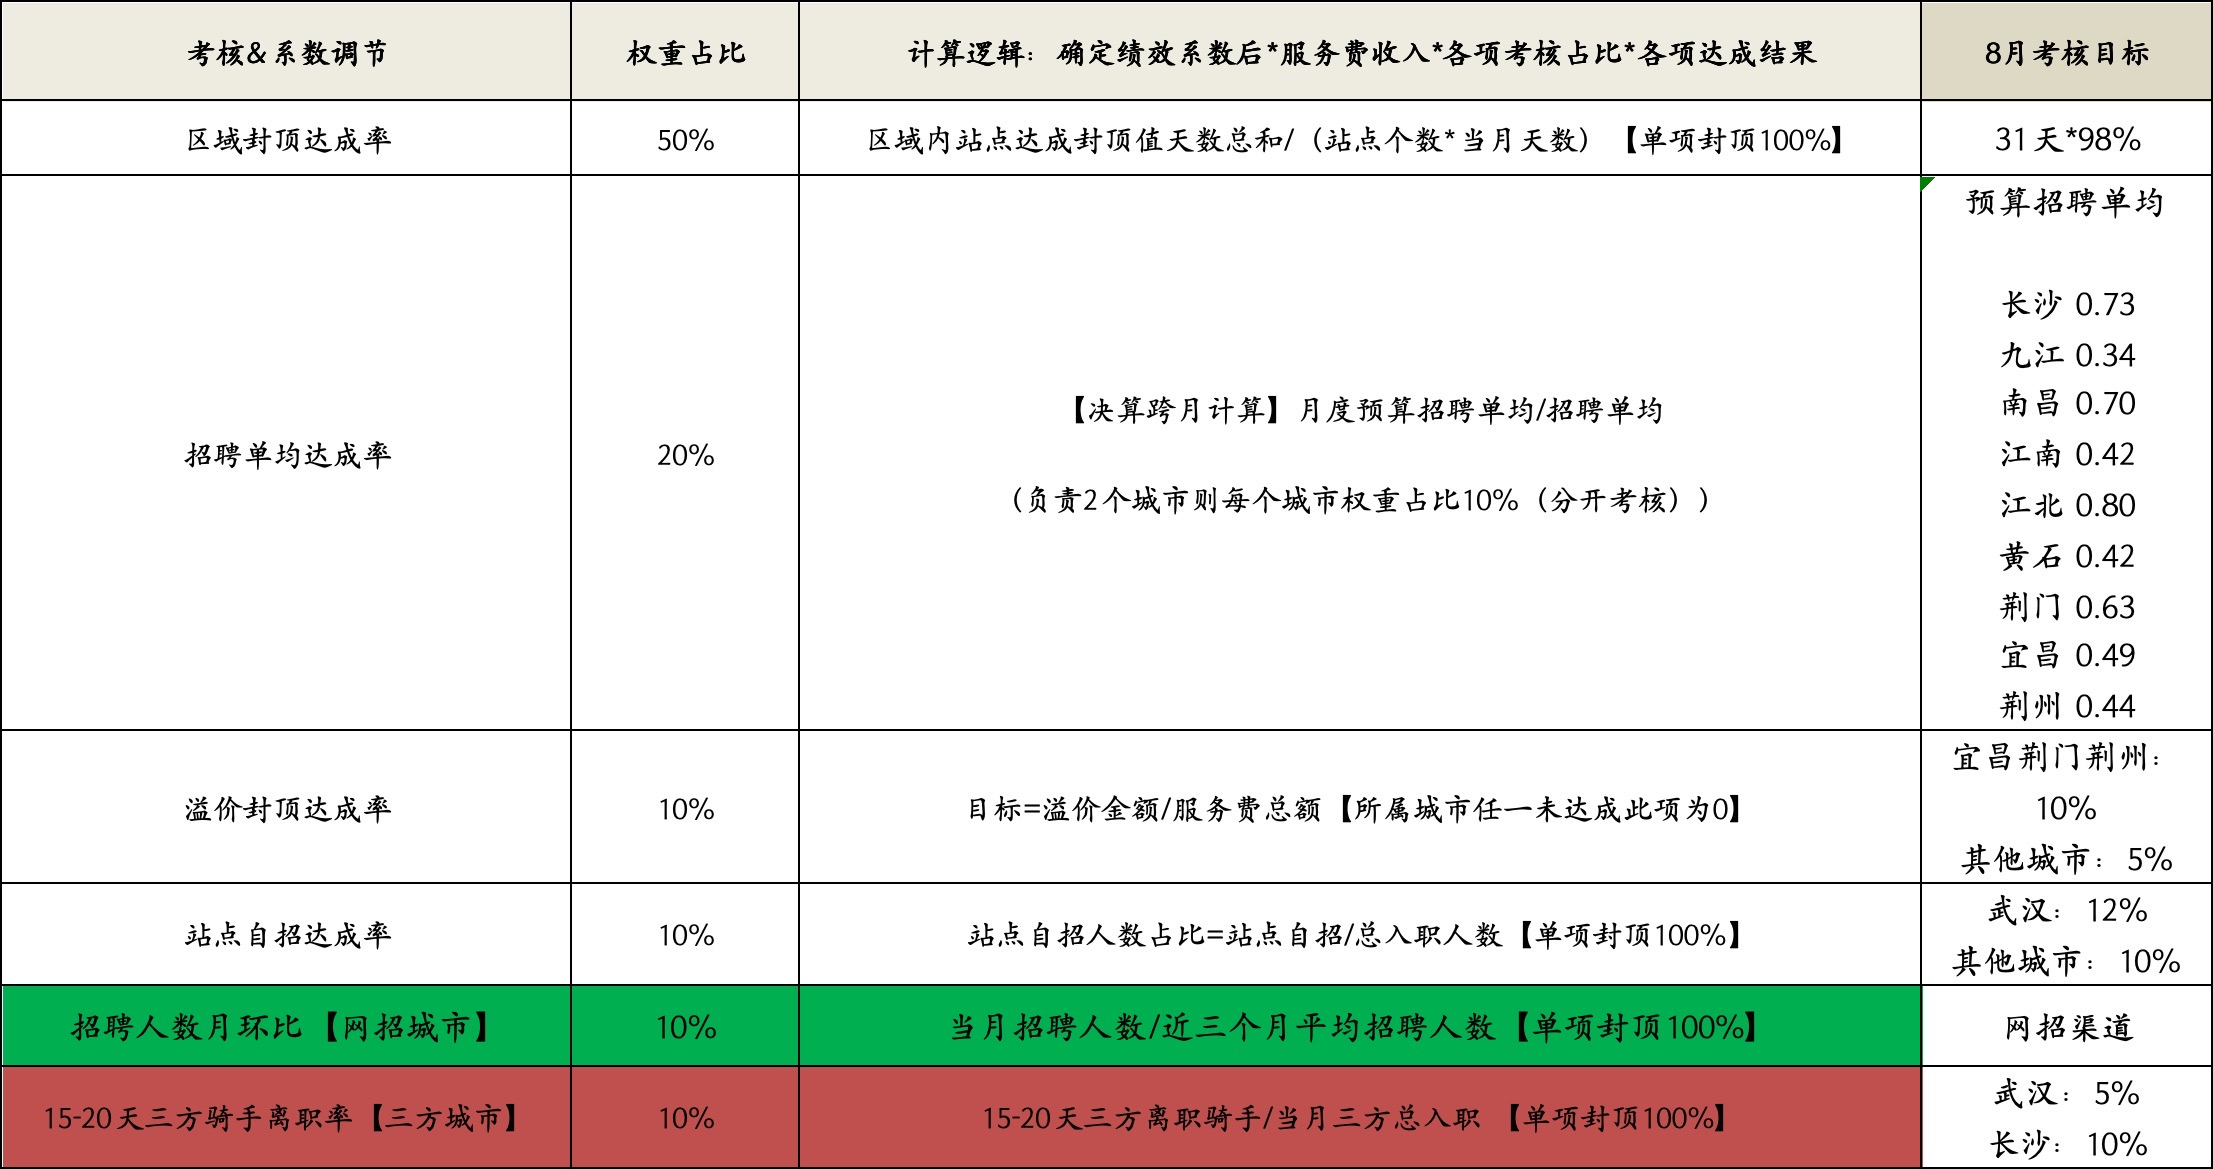 考核&系数调节
权重占比
计算逻辑：确定绩效系数后*服务费收入*各项考核占比*各项达成结果
8月考核目标
区域封顶达成率
50%
区域内站点达成封顶值天数总和/（站点个数*当月天数）【单项封顶100%】
31天*98%
招聘单均达成率
20%
【决算跨月计算】月度预算招聘单均/招聘单均
（负责2个城市则每个城市权重占比10%（分开考核））
预算招聘单均
长沙 0.73
九江 0.34
南昌 0.70
江南 0.42
江北 0.80
黄石 0.42
荆门 0.63
宜昌 0.49
荆州 0.44
溢价封顶达成率
10%
目标=溢价金额/服务费总额【所属城市任一未达成此项为0】
宜昌荆门荆州：
10%
其他城市：5%
站点自招达成率
10%
站点自招人数占比=站点自招/总入职人数【单项封顶100%】
武汉：12%
其他城市：10%
招聘人数月环比【网招城市】
10%
当月招聘人数/近三个月平均招聘人数【单项封顶100%】
网招渠道
15-20天三方骑手离职率【三方城市】
10%
15-20天三方离职骑手/当月三方总入职 【单项封顶100%】
武汉：5%
长沙：10%